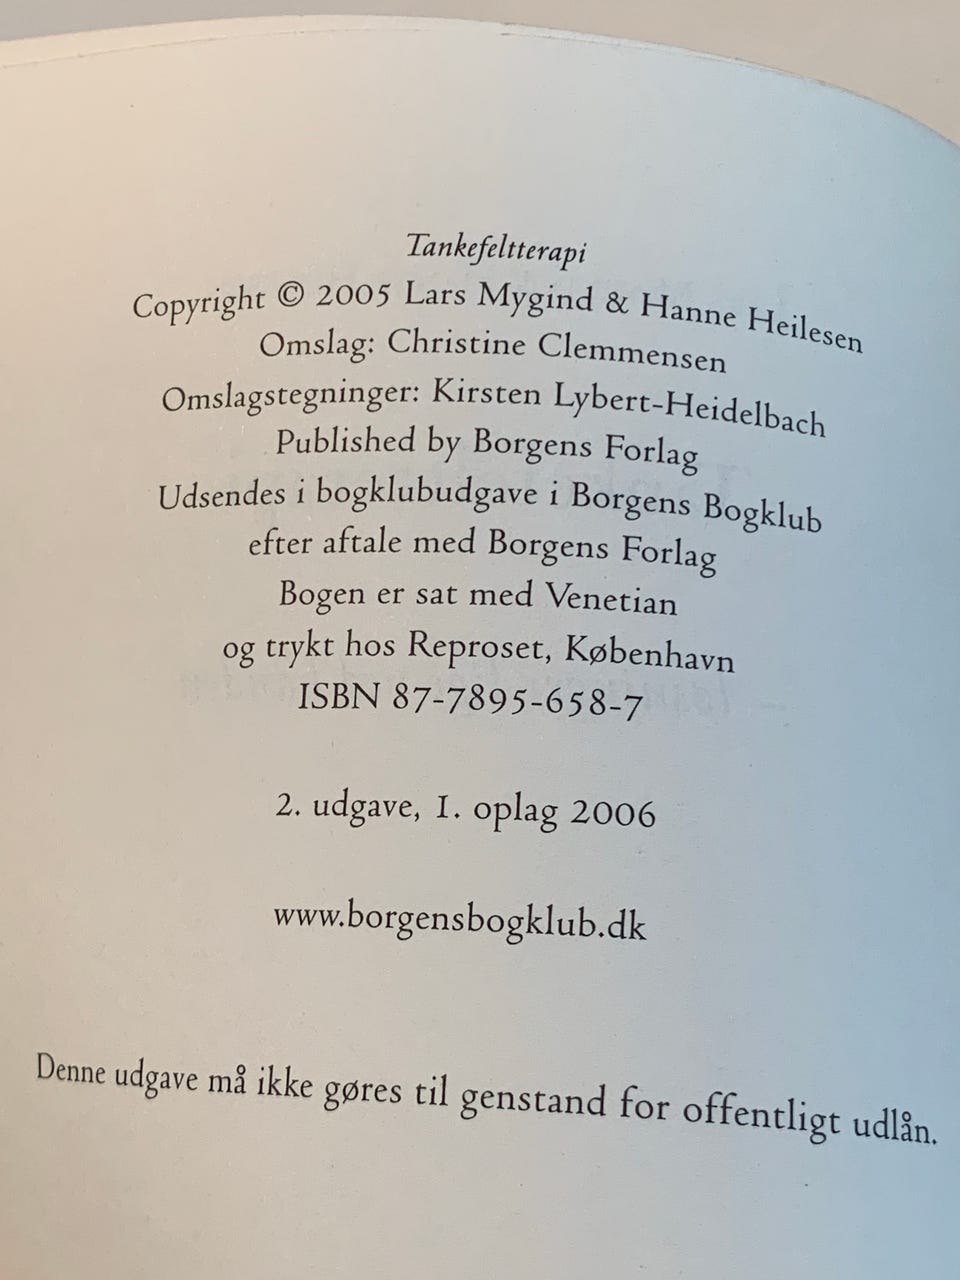 Tankefeltterapi
Copyright © 2005 Lars Mygind & Hanne Heilesen
Omslag: Christine Clemmensen
Omslagstegninger: Kirsten Lybert-Heidelbach
Published by Borgens Forlag
Udsendes i bogklubudgave i Borgens Bogklub
efter aftale med Borgens Forlag
Bogen er sat med Venetian
og trykt hos Reproset, København
ISBN 87-7895-658-7
2. udgave, 1. oplag 2006
www.borgensbogklub.dk
Denne udgave må ikke gøres til genstand for offentligt udlån.